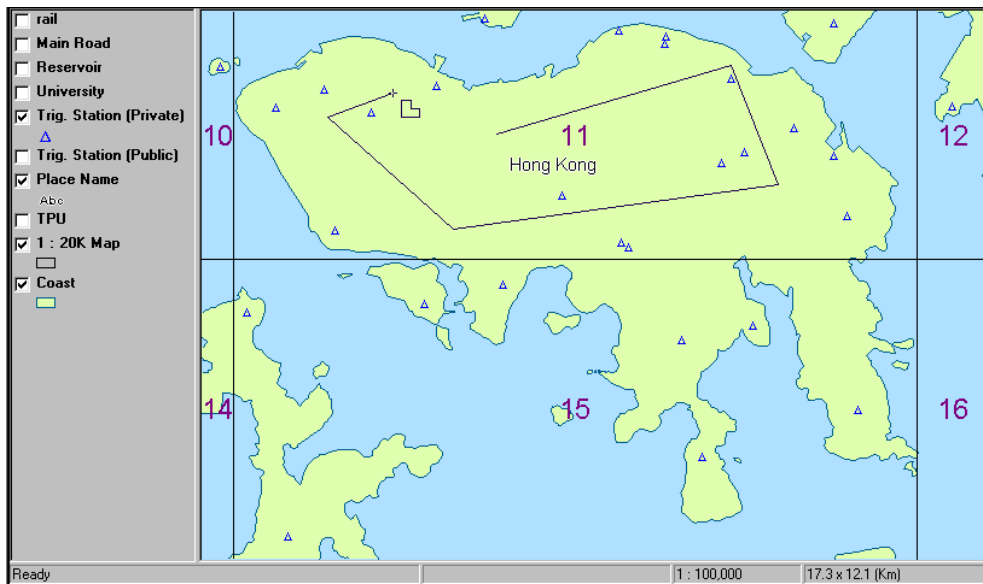 rail
Main Road
Reservoir
University
Trig. Station (Private)
Trig. Station (Public)
Place Name
Abc
TPU
1 : 20K Map
Coast
10
11
12
Hong Kong
14
15
16
Ready
1 : 100,000
17.3 x 12.1 (Km)